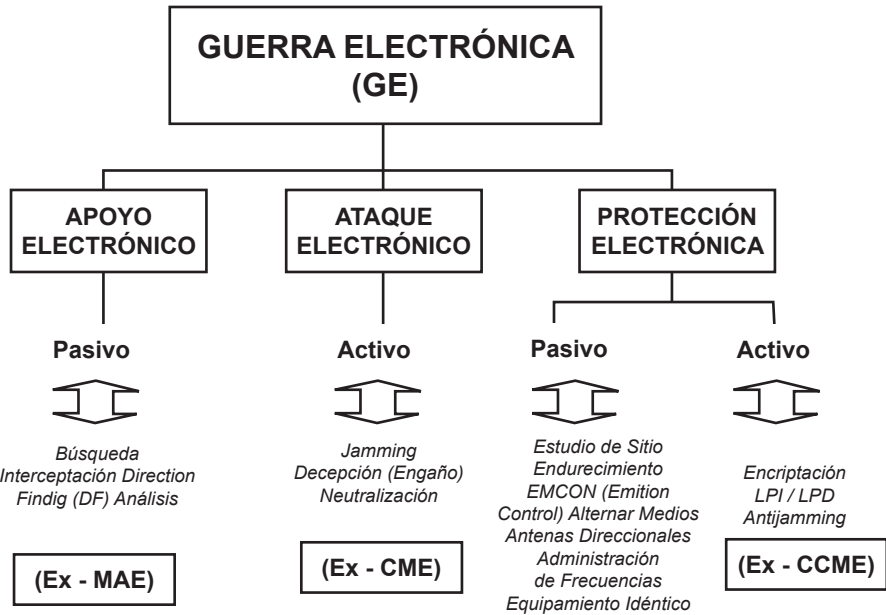 GUERRA ELECTRÓNICA
(GE)
APOYO
ELECTRÓNICO
ATAQUE
ELECTRÓNICO
PROTECCIÓN
ELECTRÓNICA
Pasivo
Activo
Pasivo
Activo
Búsqueda
Interceptación Direction
Findig (DF) Análisis
Jamming
Decepción (Engaño)
Neutralización
Estudio de Sitio
Endurecimiento
EMCON (Emition
Control) Alternar Medios
Antenas Direccionales
Administración
de Frecuencias
Equipamiento Idéntico
Encriptación
LPI / LPD
Antijamming
(Ex - MAE)
(Ex - CME)
(Ex - CCME)